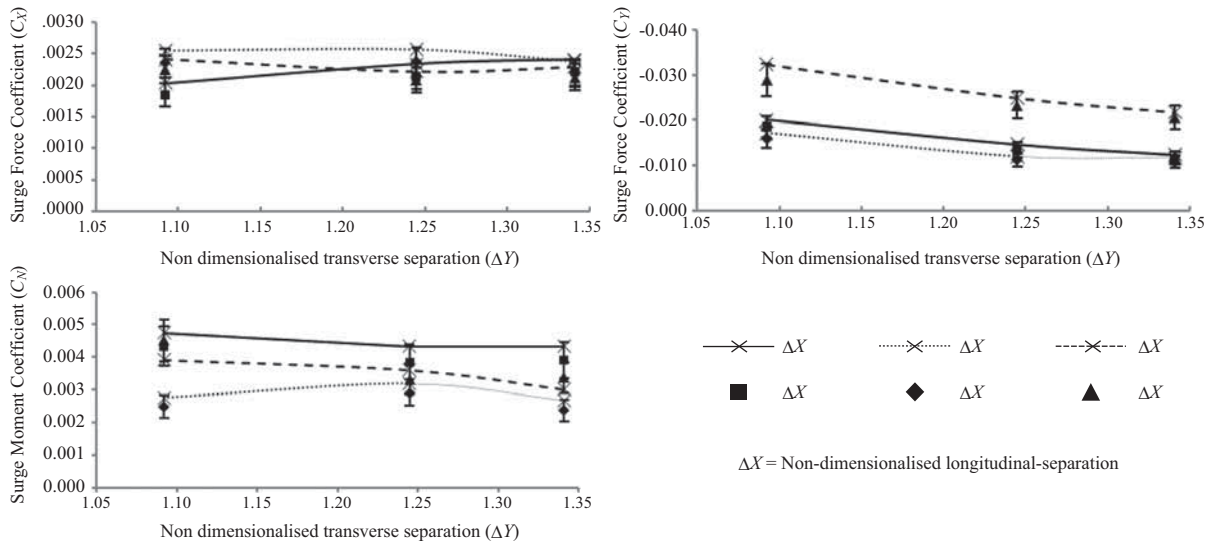 Surge Force Coefficient (CX)
.0030
.0025
.0020
.0015
.0010
.0005
.0000
1.05 1.10 1.15 1.20 1.25 1.30 1.35
Non dimensionalised transverse separation (ΔY)
Surge Force Coefficient (CY)
-0.040
-0.030
-0.020
-0.010
0.000
1.05 1.10 1.15 1.20 1.25 1.30 1.35
Non dimensionalised transverse separation (ΔY)
Surge Moment Coefficient (CN)
0.006
0.005
0.004
0.003
0.002
0.001
0.000
1.05 1.10 1.15 1.20 1.25 1.30 1.35
Non dimensionalised transverse separation (ΔY)
ΔX ΔX ΔX
ΔX ΔX ΔX
ΔX = Non-dimensionalised longitudinal-separation